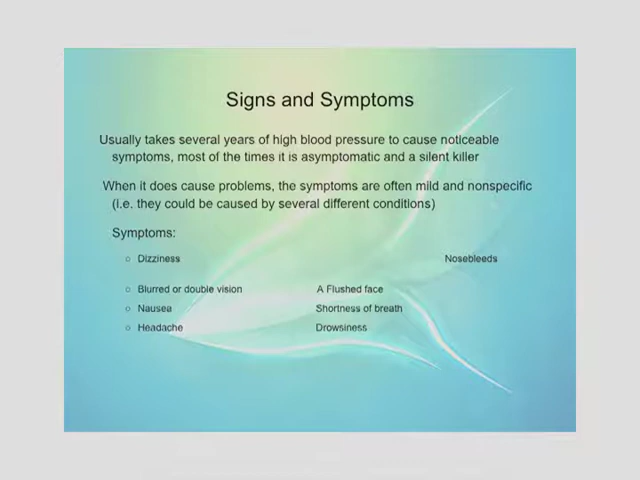 Signs and Symptoms
Usually takes several years of high blood pressure to cause noticeable
symptoms, most of the times it is asymptomatic and a silent killer
When it does cause problems, the symptoms are often mild and nonspecific
(i.e. they could be caused by several different conditions)
Symptoms:
○ Dizziness Nosebleeds
○ Blurred or double vision A Flushed face
○ Nausea Shortness of breath
○ Headache Drowsiness